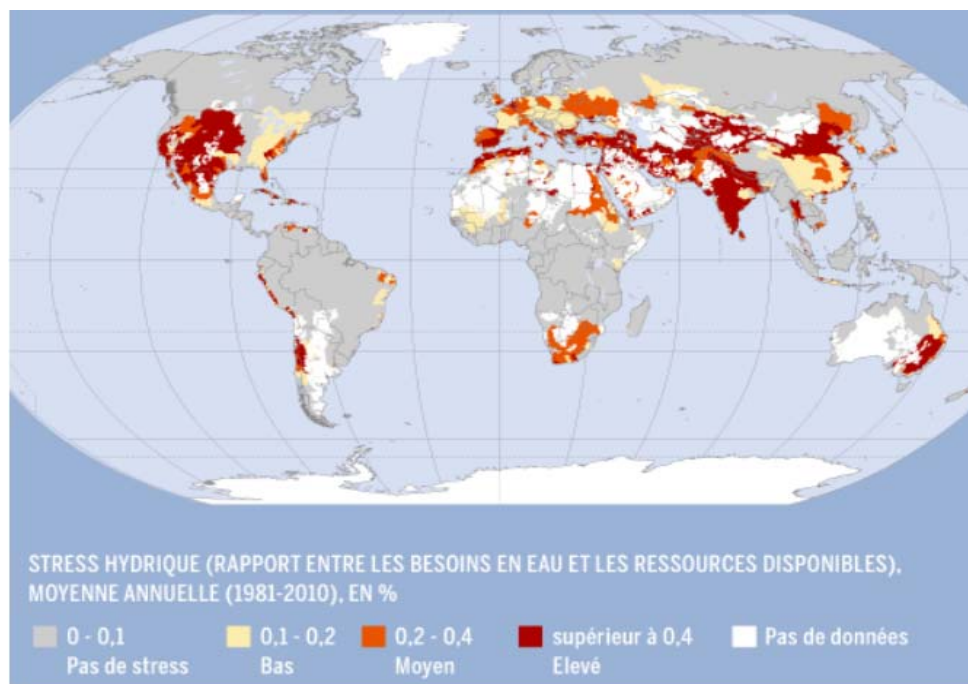 STRESS HYDRIQUE (RAPPORT ENTRE LES BESOINS EN EAU ET LES RESSOURCES DISPONIBLES),
MOYENNE ANNUELLE (1981-2010), EN %
0 - 0,1 0,1 - 0,2 0,2 - 0,4 supérieur à 0,4 Pas de données
Pas de stress Bas Moyen Elevé